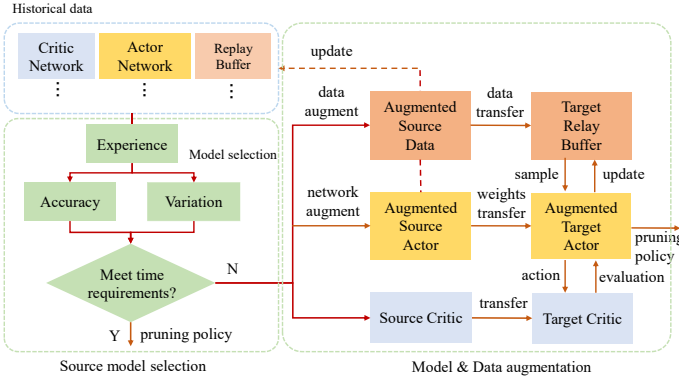 Historical data
Critic
Network
⋮
Actor
Network
⋮
Replay
Buffer
⋮
Experience
Model selection
Accuracy
Variation
Meet time
requirements?
N
Y
pruning policy
Source model selection
update
data
augment
Augmented
Source
Data
data
transfer
Target
Relay
Buffer
sample
update
network
augment
Augmented
Source
Actor
weights
transfer
Augmented
Target
Actor
pruning
policy
action
evaluation
Source Critic
transfer
Target Critic
Model & Data augmentation